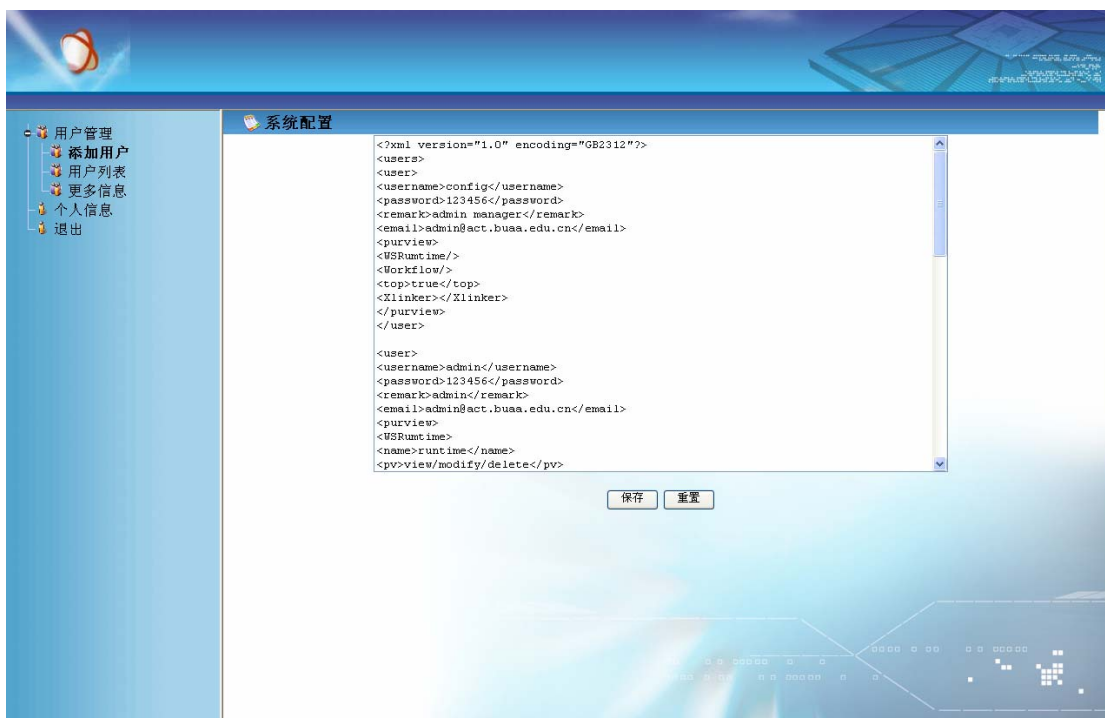 用户管理
添加用户
用户列表
更多信息
个人信息
退出
系统配置
<?xml version="1.0" encoding="GB2312"?>
<users>
<user>
<username>config</username>
<password>123456</password>
<remark>admin manager</remark>
<email>admin@act.buaa.edu.cn</email>
<purview>
<WSRumtime/>
<Workflow/>
<top>true</top>
<Xlinker></Xlinker>
</purview>
</user>
<user>
<username>admin</username>
<password>123456</password>
<remark>admin</remark>
<email>admin@act.buaa.edu.cn</email>
<purview>
<WSRumtime>
<name>runtime</name>
<pv>view/modify/delete</pv>
保存 重置